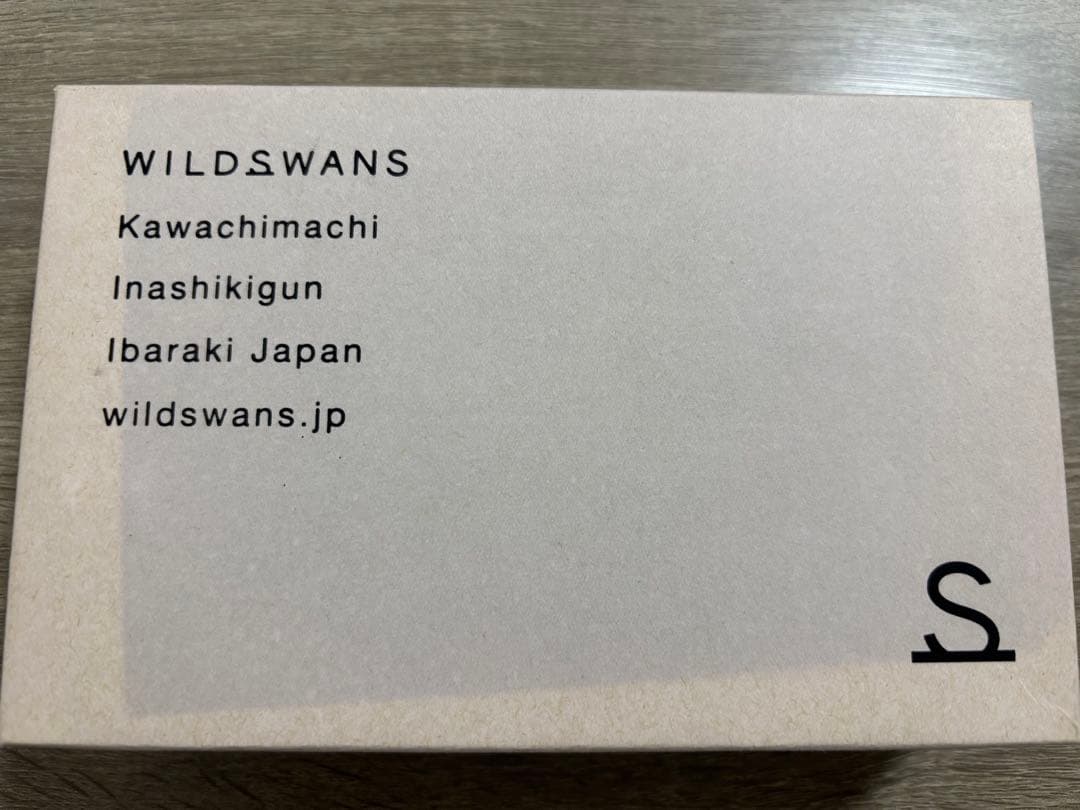 WILDSWANS
Kawachimachi
Inashikigun
Ibaraki Japan
wildswans.jp
S